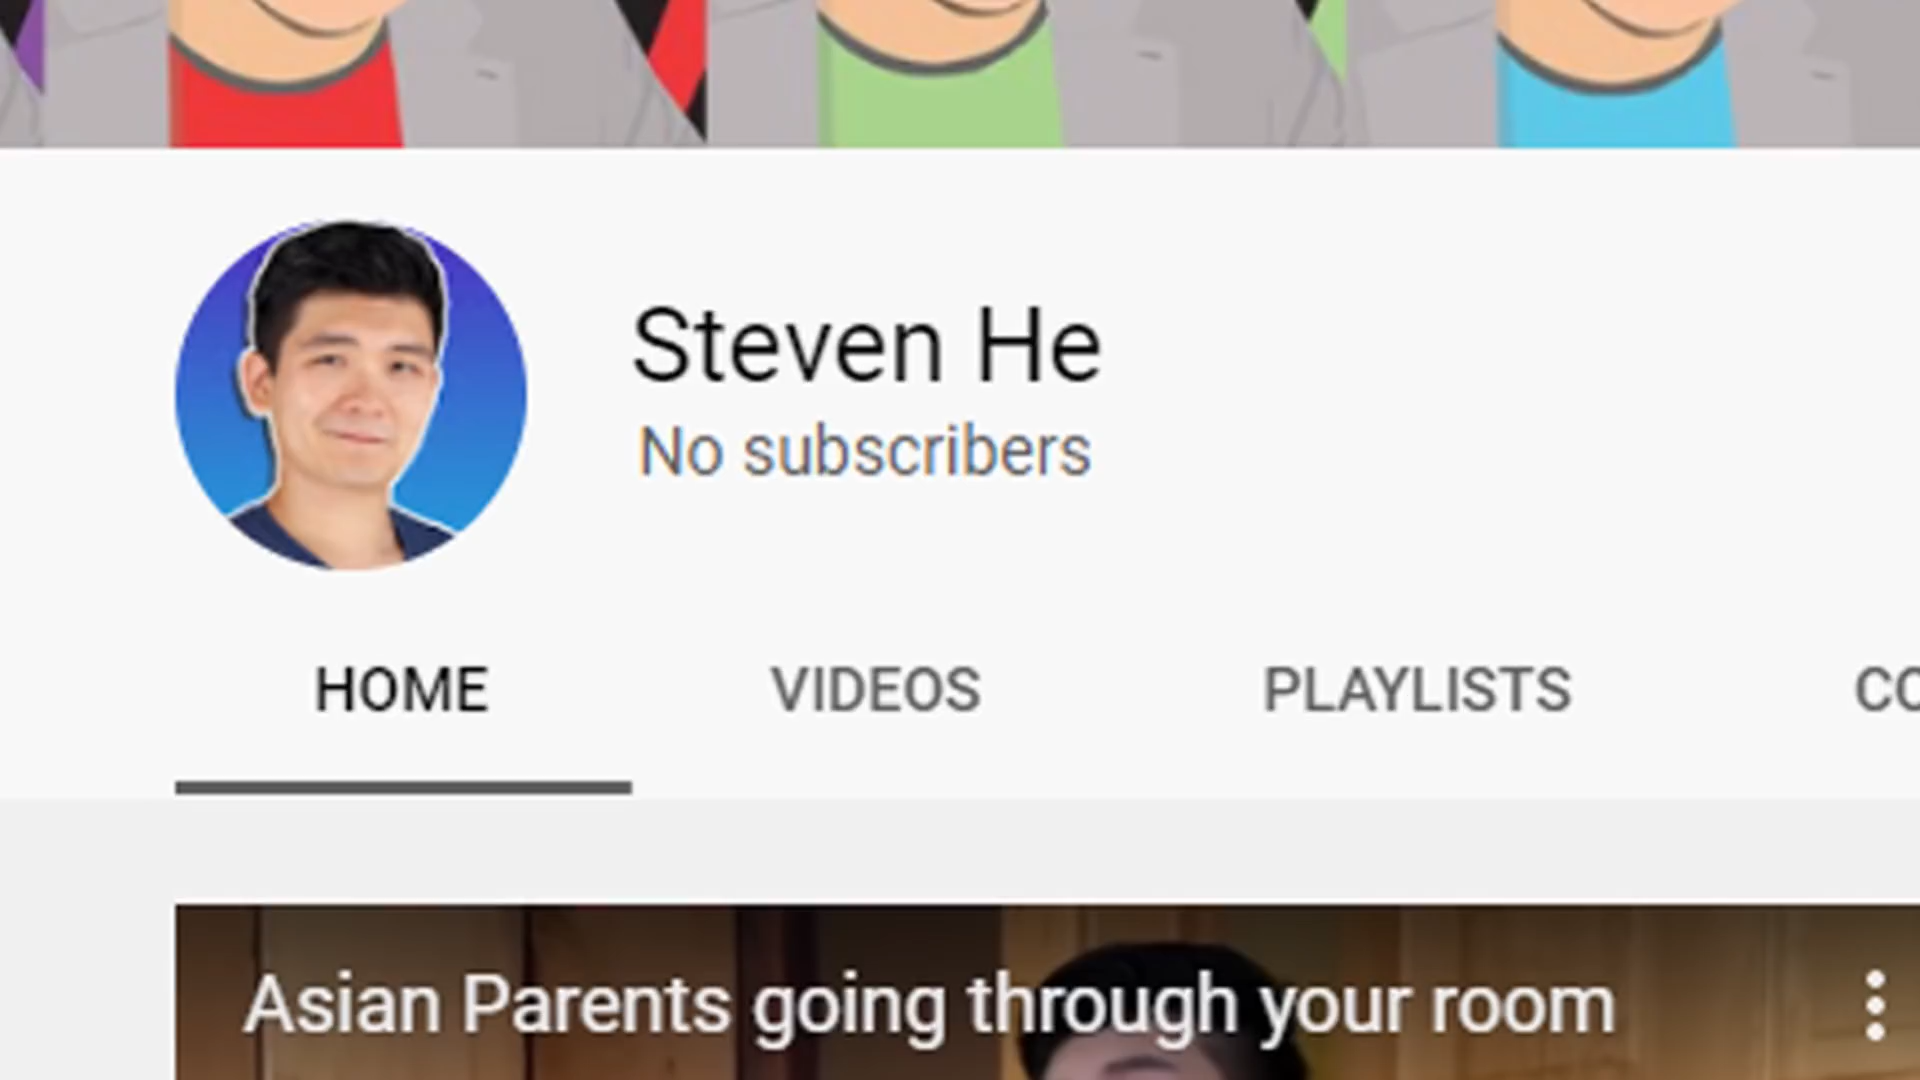 Steven He
No subscribers
HOME
VIDEOS
PLAYLISTS
Asian Parents going through your room